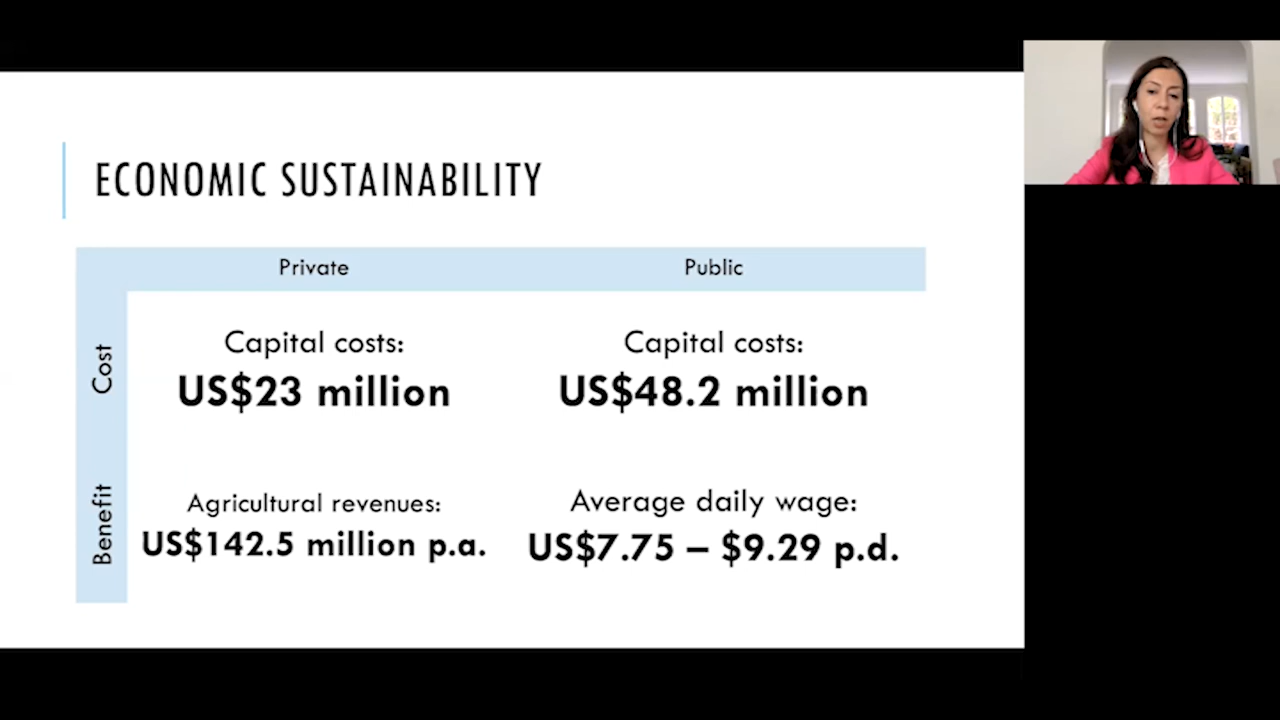 ECONOMIC SUSTAINABILITY
Private
Public
Cost
Capital costs:
US$23 million
Capital costs:
US$48.2 million
Benefit
Agricultural revenues:
US$142.5 million p.a.
Average daily wage:
US$7.75 – $9.29 p.d.